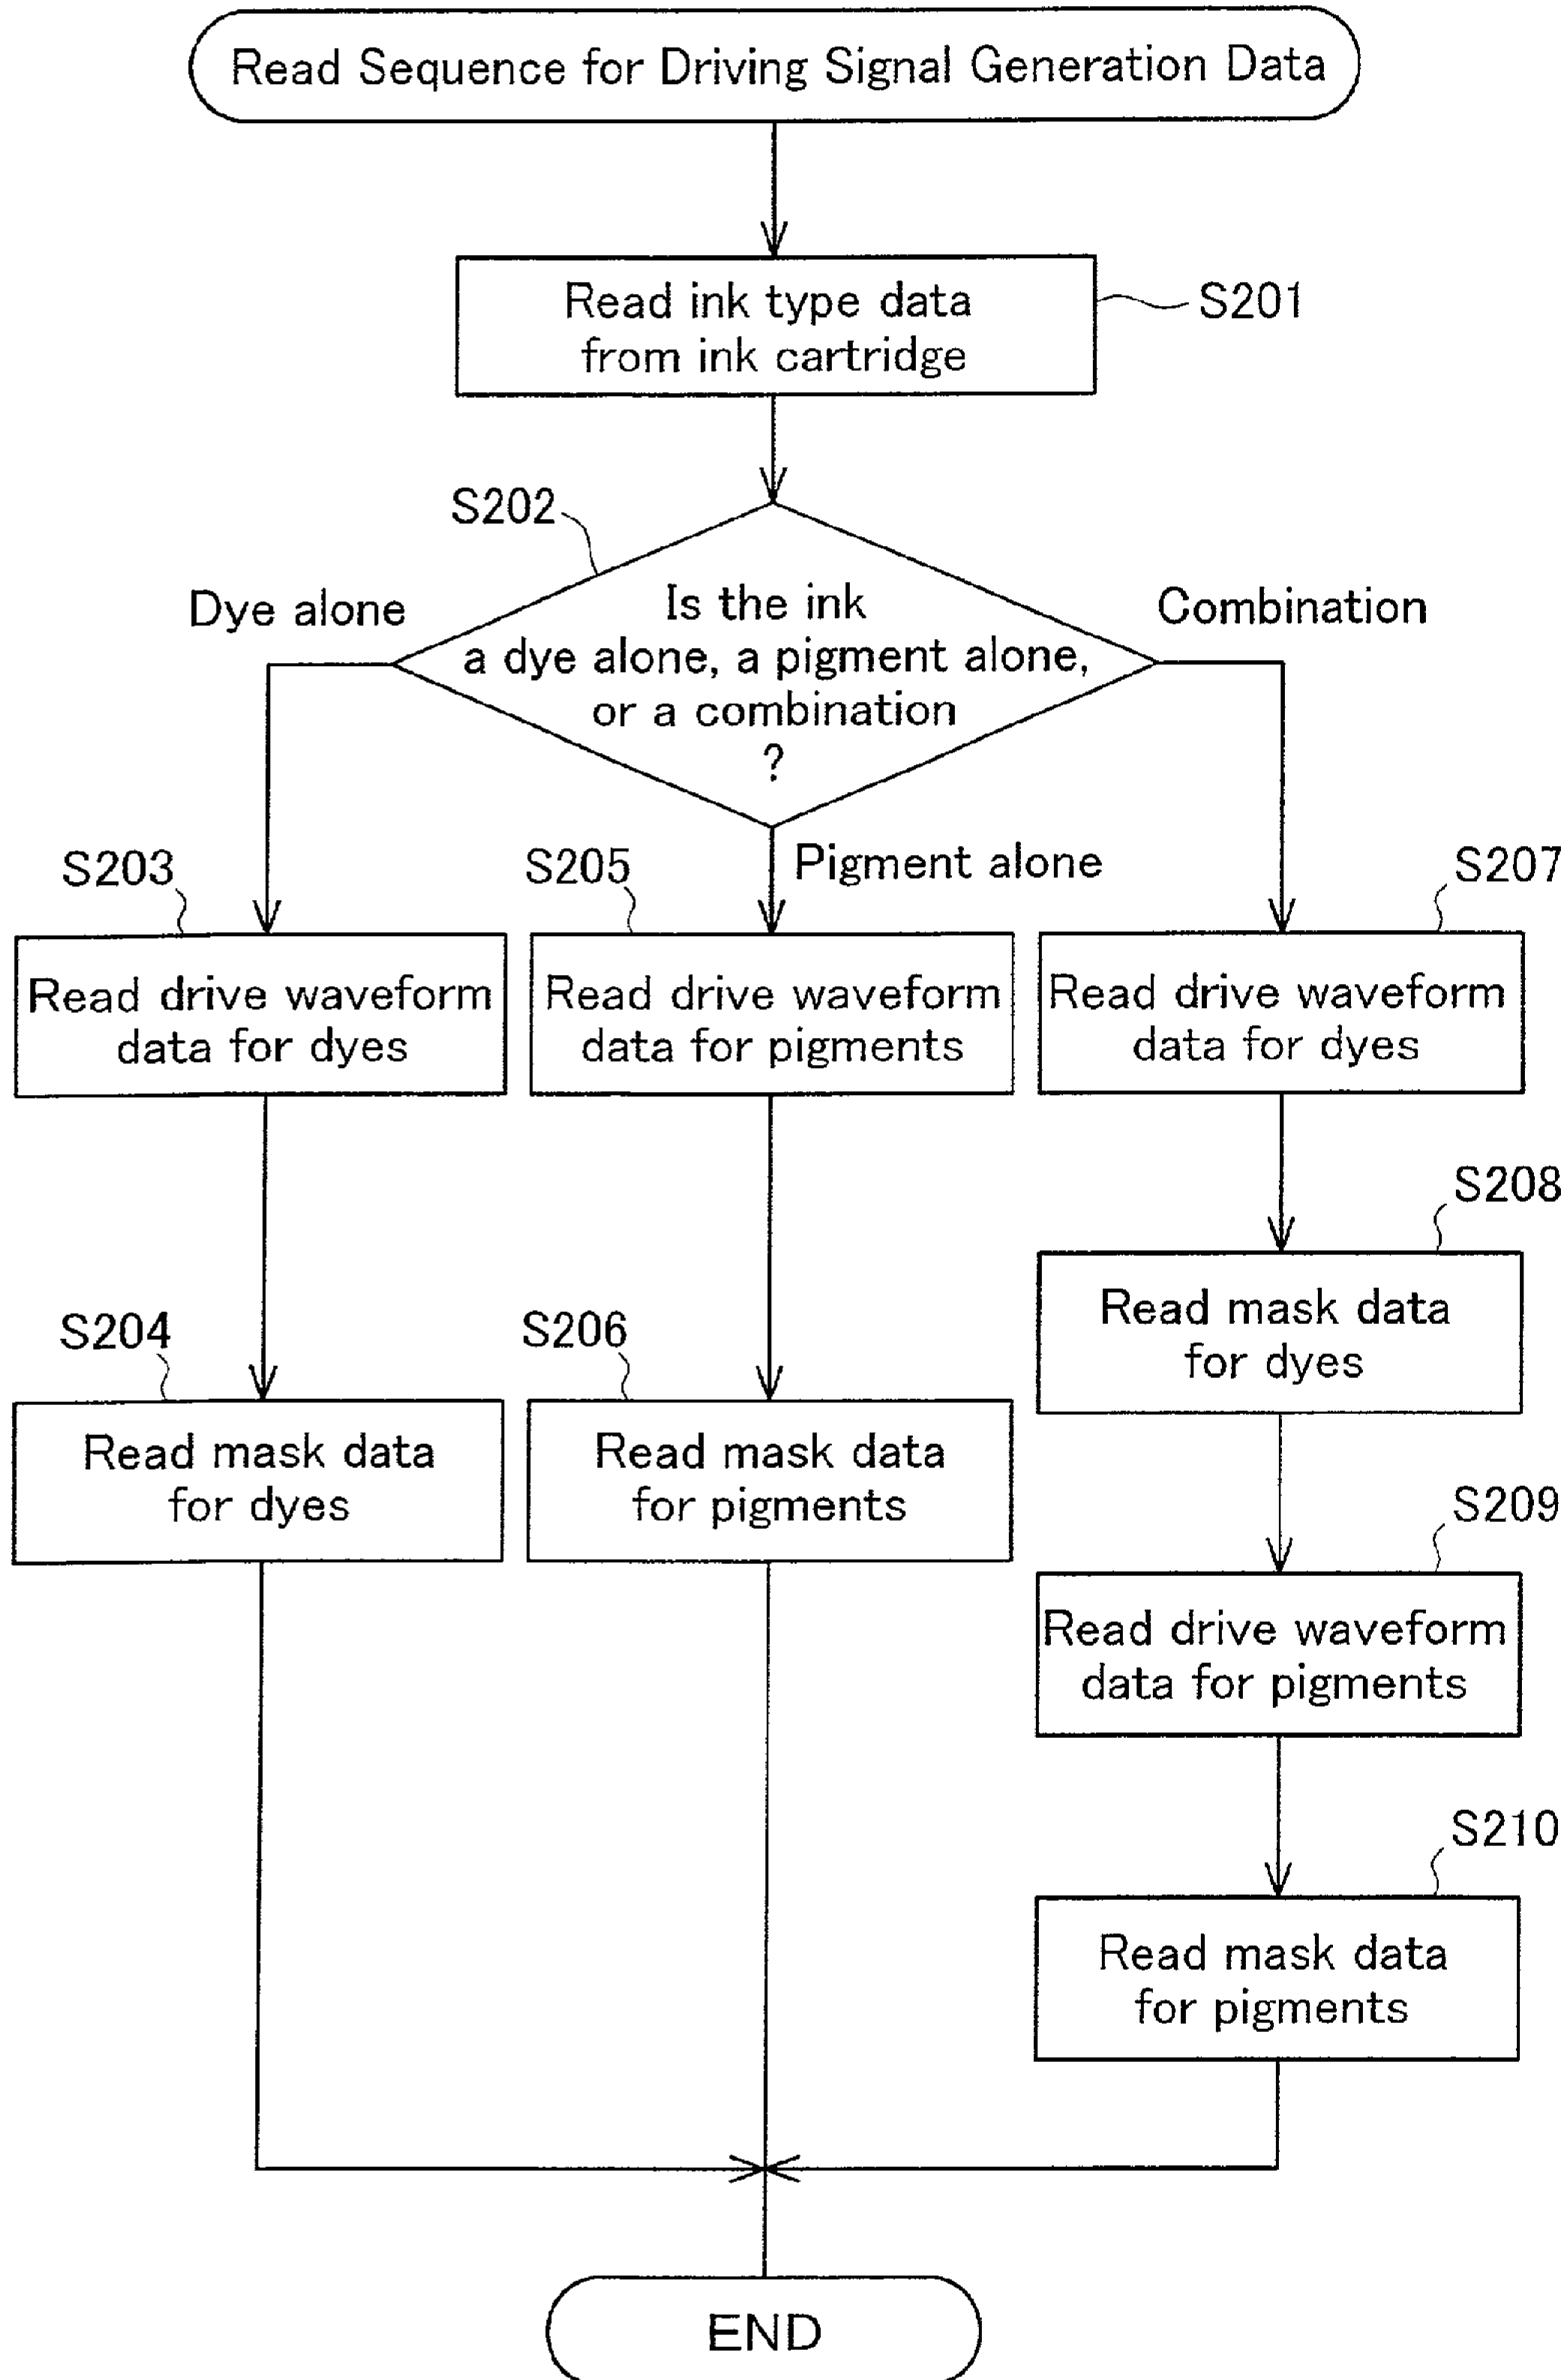 Read Sequence for Driving Signal Generation Data
Read ink type data
from ink cartridge
S201
S202
Dye alone
Is the ink
a dye alone, a pigment alone,
or a combination
?
Combination
Pigment alone
S203
Read drive waveform
data for dyes
S205
Read drive waveform
data for pigments
S207
Read drive waveform
data for dyes
S208
Read mask data
for dyes
S204
Read mask data
for dyes
S206
Read mask data
for pigments
S209
Read drive waveform
data for pigments
S210
Read mask data
for pigments
END